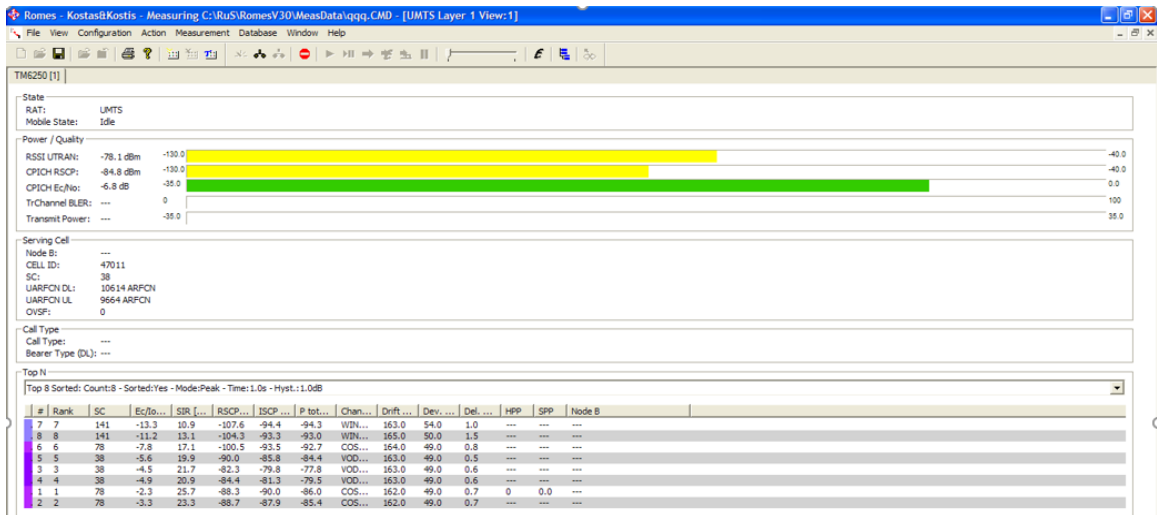 Romes - Kostas&Kostis - Measuring C:\RuS\RomesV30\MeasData\qqq.CMD - [UMTS Layer 1 View:1]
File View Configuration Action Measurement Database Window Help
TM6250 [1]
State
RAT: UMTS
Mobile State: Idle
Power / Quality
RSSI UTRAN: -78.1 dBm -130.0 -40.0
CPICH RSCP: -84.8 dBm -130.0 -40.0
CPICH Ec/No: -6.8 dB -35.0 0.0
TrChannel BLER: --- 0 100
Transmit Power: --- -35.0 35.0
Serving Cell
Node B: ---
CELL ID: 47011
SC: 38
UARFCN DL: 10614 ARFCN
UARFCN UL 9664 ARFCN
OVSF: 0
Call Type
Call Type: ---
Bearer Type (DL): ---
Top N
Top 8 Sorted: Count:8 - Sorted:Yes - Mode:Peak - Time:1.0s - Hyst.:1.0dB
# Rank SC Ec/Io... SIR [... RSCP... ISCP ... P tot... Chan... Drift ... Dev. ... Del. ... HPP SPP Node B
7 7 141 -13.3 10.9 -107.6 -94.4 -94.3 WIN... 163.0 54.0 1.0 --- --- ---
8 8 141 -11.2 13.1 -104.3 -93.3 -93.0 WIN... 165.0 50.0 1.5 --- --- ---
6 6 78 -7.8 17.1 -100.5 -93.5 -92.7 COS... 164.0 49.0 0.8 --- --- ---
5 5 38 -5.6 19.9 -90.0 -85.8 -84.4 VOD... 163.0 49.0 0.5 --- --- ---
3 3 38 -4.5 21.7 -82.3 -79.8 -77.8 VOD... 163.0 49.0 0.6 --- --- ---
4 4 38 -4.9 20.9 -84.4 -81.3 -79.5 VOD... 163.0 49.0 0.6 --- --- ---
1 1 78 -2.3 25.7 -88.3 -90.0 -86.0 COS... 162.0 49.0 0.7 0 0.0 ---
2 2 78 -3.3 23.3 -88.7 -87.9 -85.4 COS... 162.0 49.0 0.7 --- --- ---